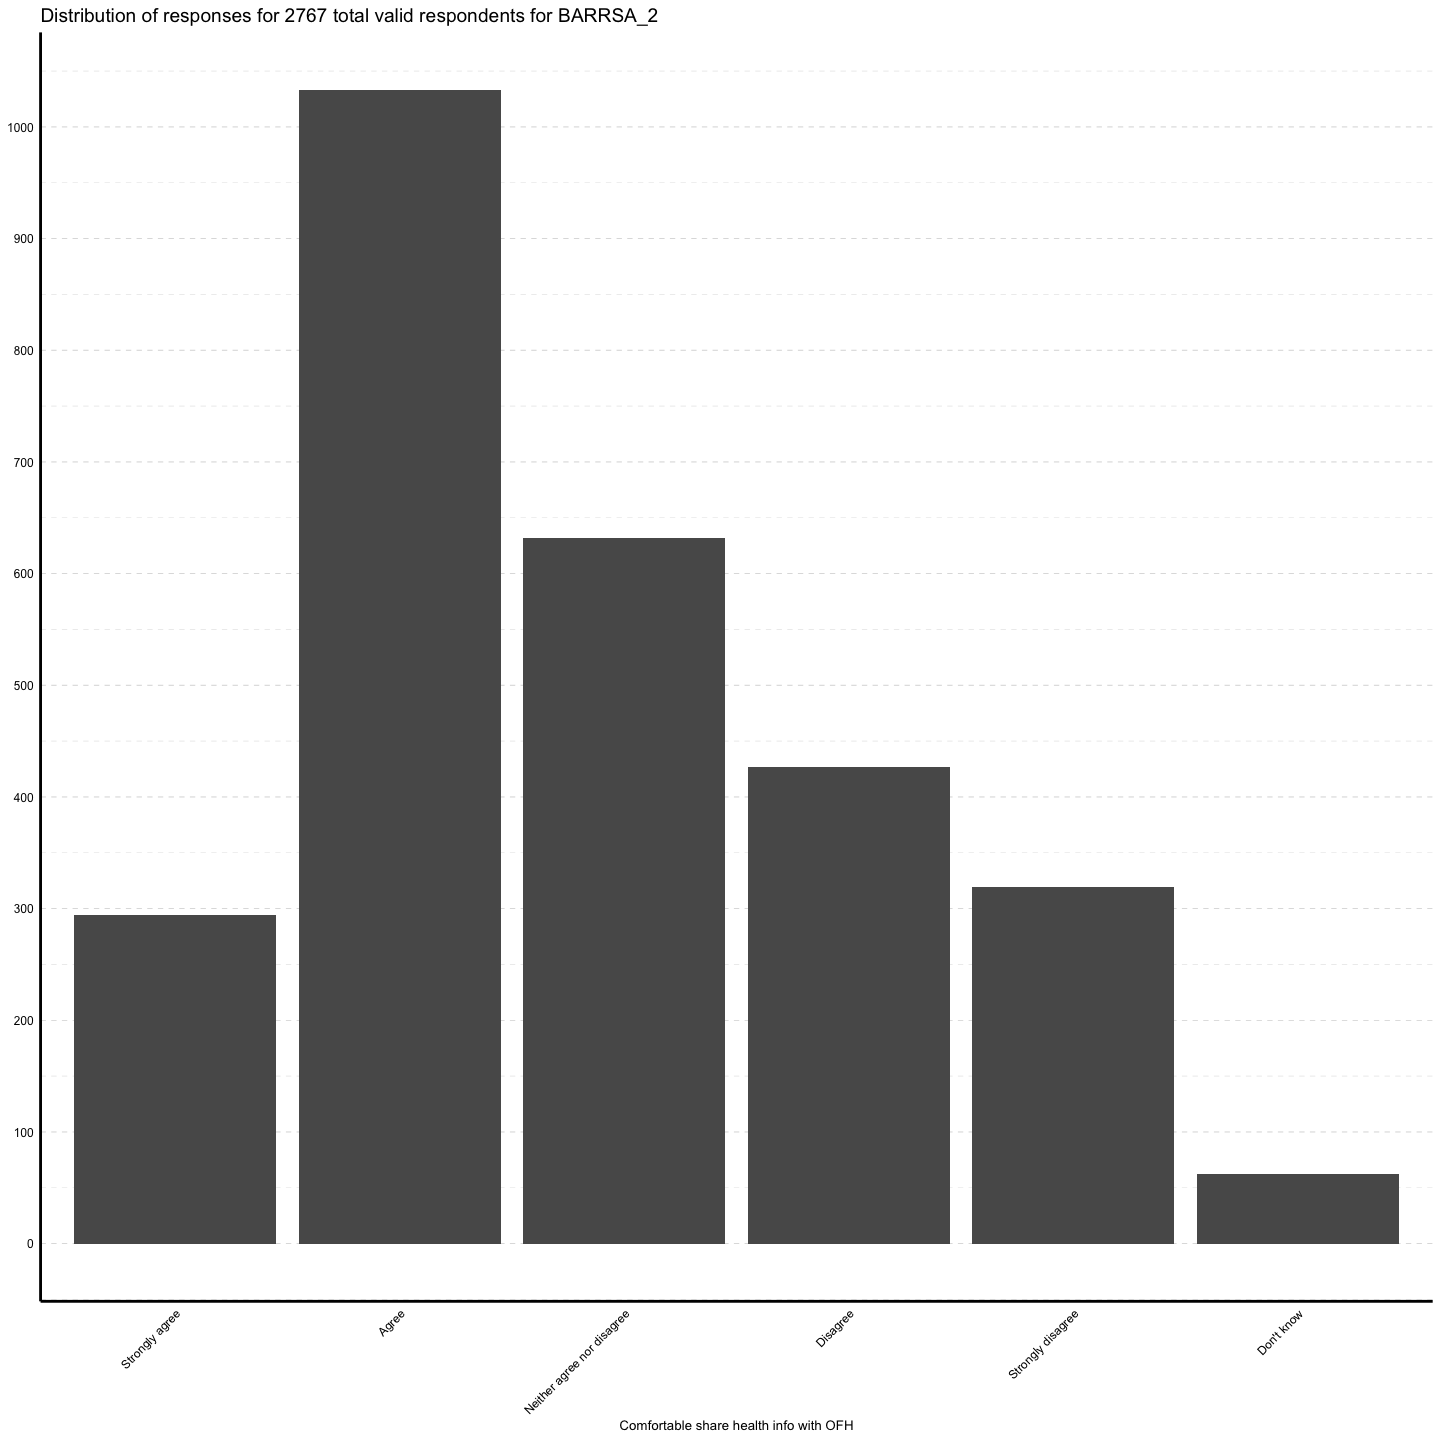 Distribution of responses for 2767 total valid respondents for BARRSA_2
1000
900
800
700
600
500
400
300
200
100
0
Strongly agree
Agree
Neither agree nor disagree
Disagree
Strongly disagree
Don't know
Comfortable share health info with OFH